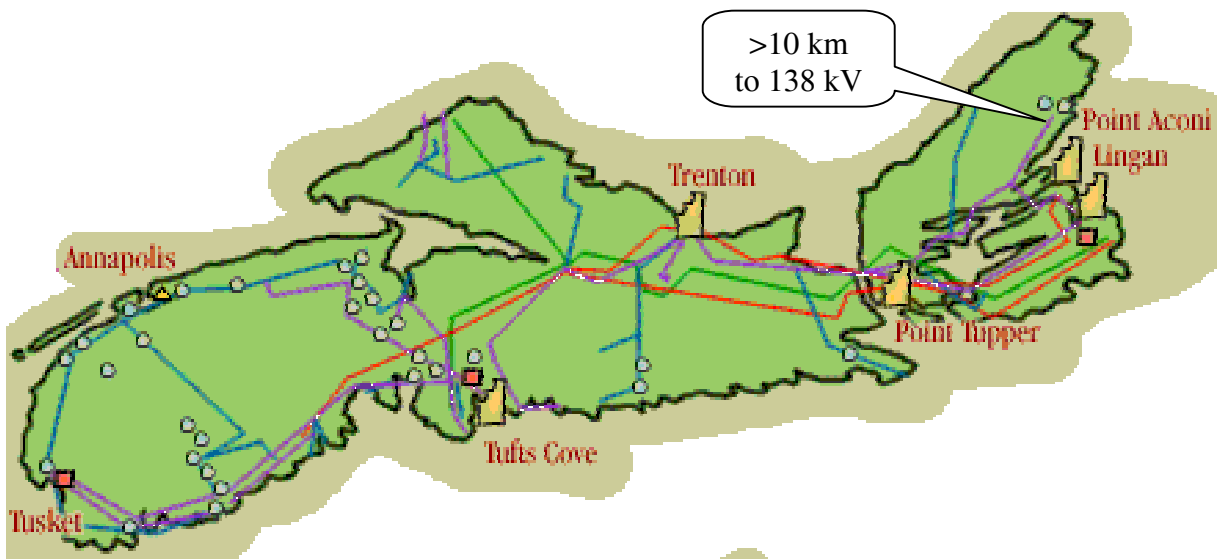 >10 km
to 138 kV
Point Aconi
Lingan
Trenton
Annapolis
Point Tupper
Tufts Cove
Tusket